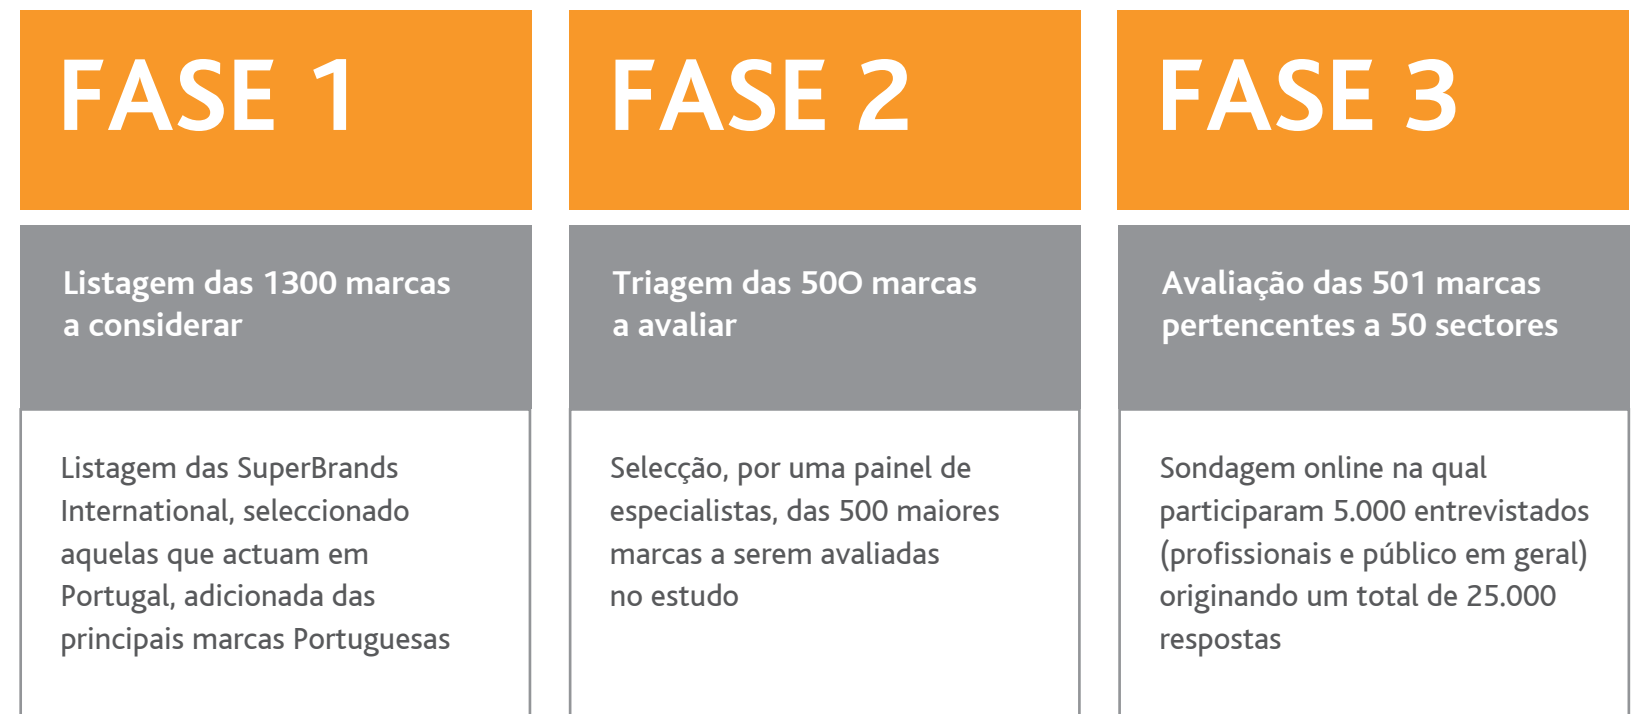 FASE 1
Listagem das 1300 marcas
a considerar
Listagem das SuperBrands
International, seleccionado
aquelas que actuam em
Portugal, adicionada das
principais marcas Portuguesas
FASE 2
Triagem das 50O marcas
a avaliar
Selecção, por uma painel de
especialistas, das 500 maiores
marcas a serem avaliadas
no estudo
FASE 3
Avaliação das 501 marcas
pertencentes a 50 sectores
Sondagem online na qual
participaram 5.000 entrevistados
(profissionais e público em geral)
originando um total de 25.000
respostas